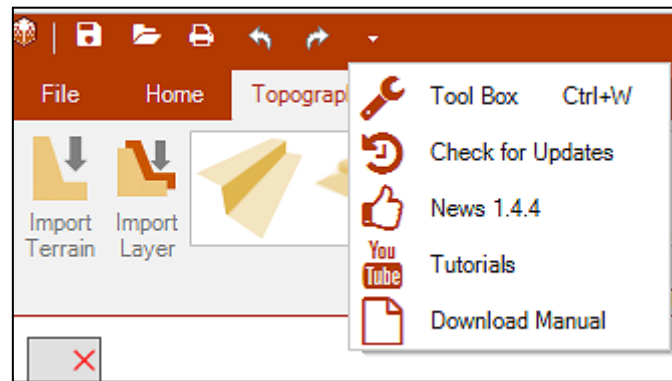 File Home Topograp
Tool Box Ctrl+W
Check for Updates
News 1.4.4
You
Tube
Tutorials
Download Manual
Import
Terrain
Import
Layer